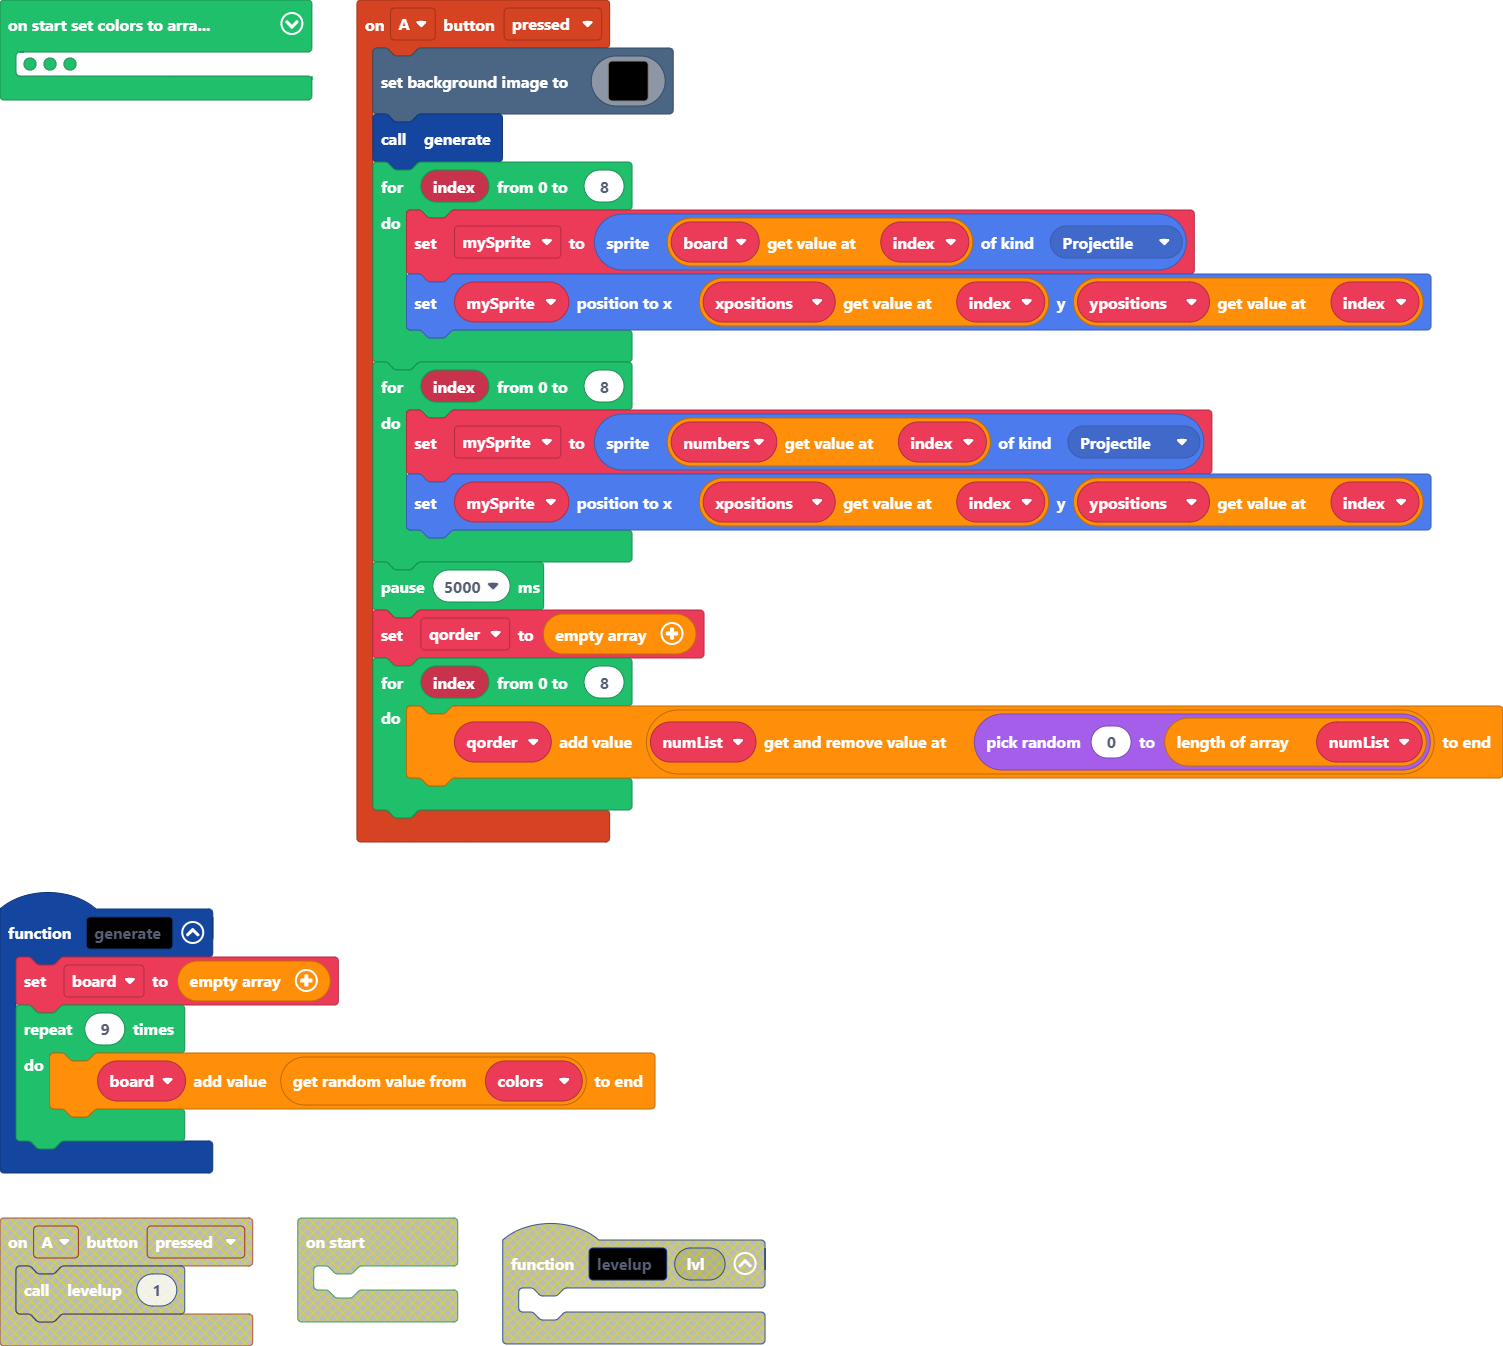 on start set colors to arra...
on A button pressed
set background image to
call generate
for index from 0 to 8
do
set mySprite to sprite board get value at index of kind Projectile
set mySprite position to x xpositions get value at index y ypositions get value at index
for index from 0 to 8
do
set mySprite to sprite numbers get value at index of kind Projectile
set mySprite position to x xpositions get value at index y ypositions get value at index
pause 5000 ms
set qorder to empty array
for index from 0 to 8
do
qorder add value numList get and remove value at pick random 0 to length of array numList to end
function generate
set board to empty array
repeat 9 times
do
board add value get random value from colors to end
on A button pressed
call levelup 1
on start
function levelup lvl